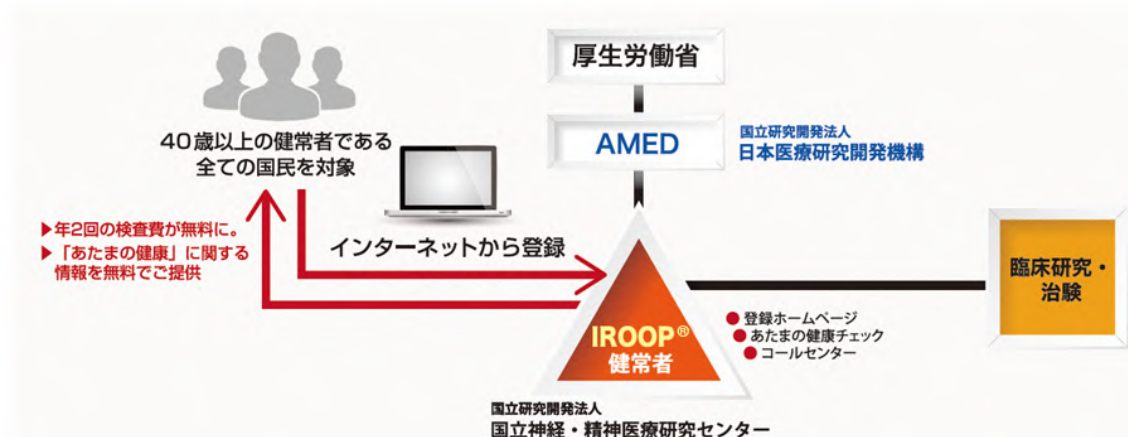 厚生労働省
AMED
国立研究開発法人
日本医療研究開発機構
40歳以上の健常者である
全ての国民を対象
▶年2回の検査費が無料に。
▶「あたまの健康」に関する
情報を無料でご提供
インターネットから登録
IROOP®
健常者
●登録ホームページ
●あたまの健康チェック
●コールセンター
臨床研究・
治験
国立研究開発法人
国立神経・精神医療研究センター